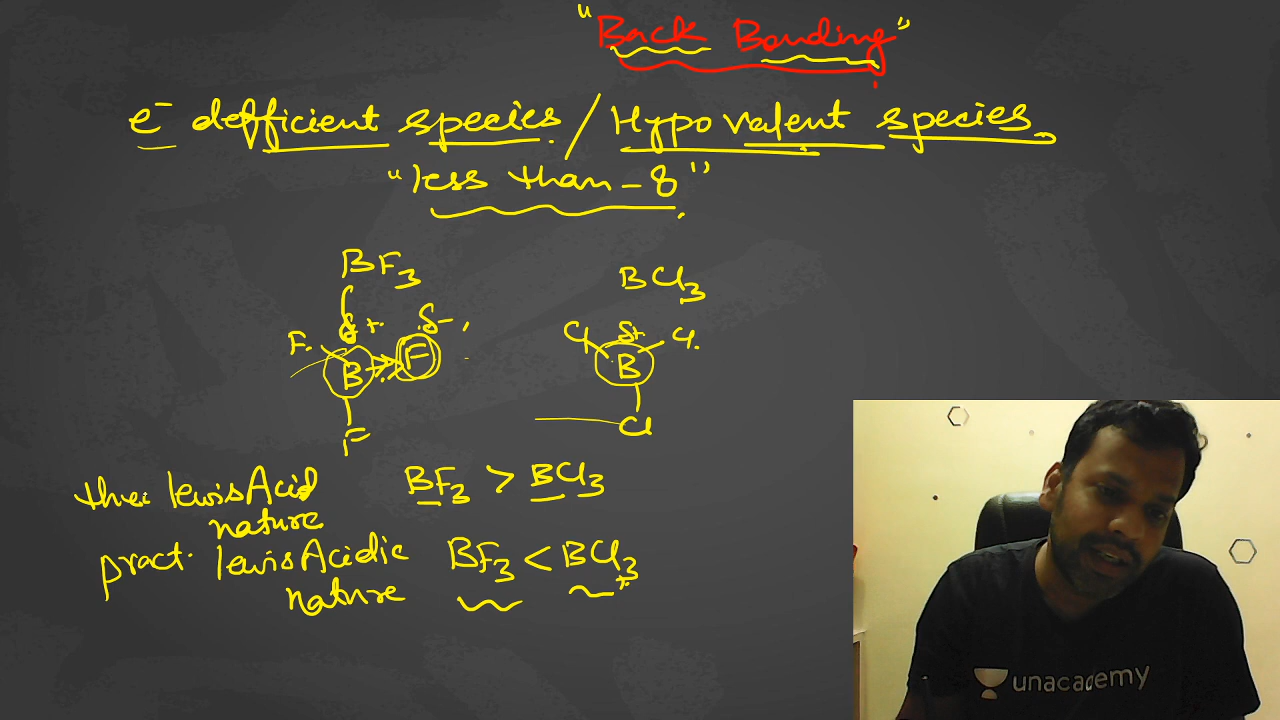 "Back Bonding"
e⁻ defficient species / Hypovalent species
"less than - 8"
BF₃
BCl₃
δ+ δ-
F B F
F
Cl δ+ Cl
B
Cl
theo lewis Acid nature BF₃ > BCl₃
pract. lewis Acidic nature BF₃ < BCl₃
unacademy